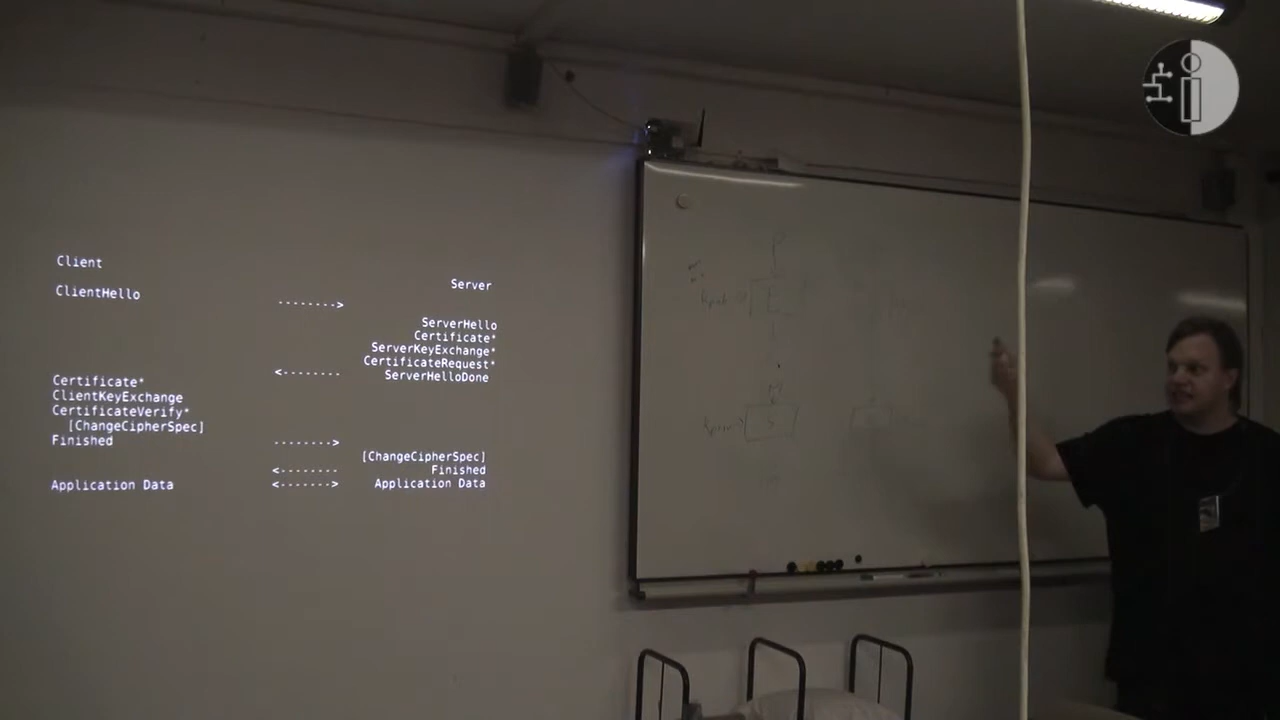 Client
Server
ClientHello -------->
ServerHello
Certificate*
ServerKeyExchange*
CertificateRequest*
<-------- ServerHelloDone
Certificate*
ClientKeyExchange
CertificateVerify*
[ChangeCipherSpec]
Finished -------->
[ChangeCipherSpec]
<-------- Finished
Application Data <-------> Application Data